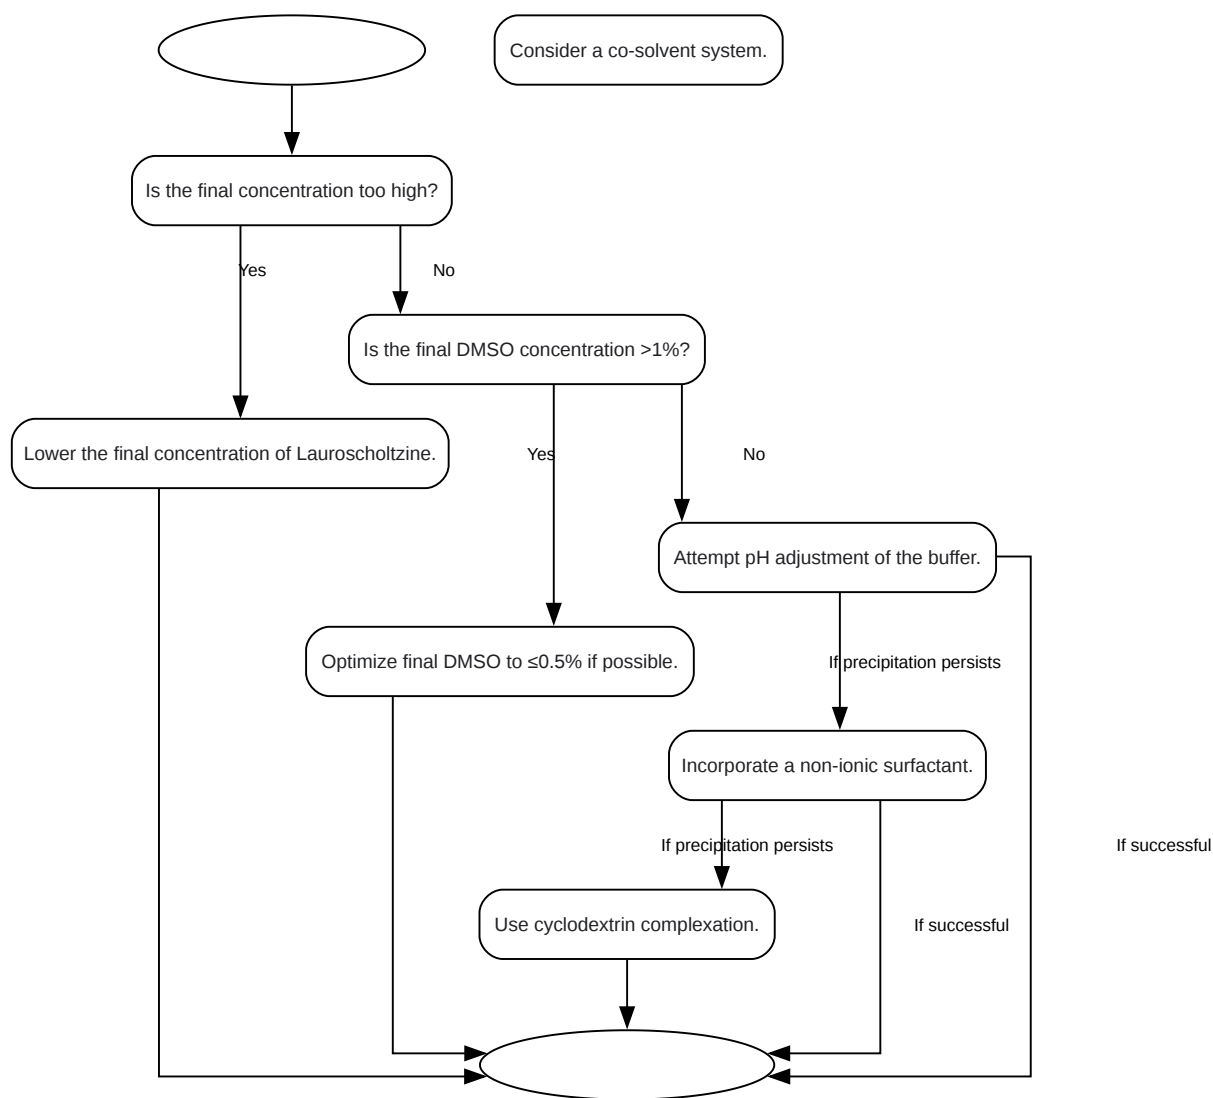 Consider a co-solvent system.
Is the final concentration too high?
Yes
No
Is the final DMSO concentration >1%?
Lower the final concentration of Lauroscholtzine.
Yes
No
Attempt pH adjustment of the buffer.
Optimize final DMSO to ≤0.5% if possible.
If precipitation persists
Incorporate a non-ionic surfactant.
If precipitation persists
If successful
Use cyclodextrin complexation.
If successful